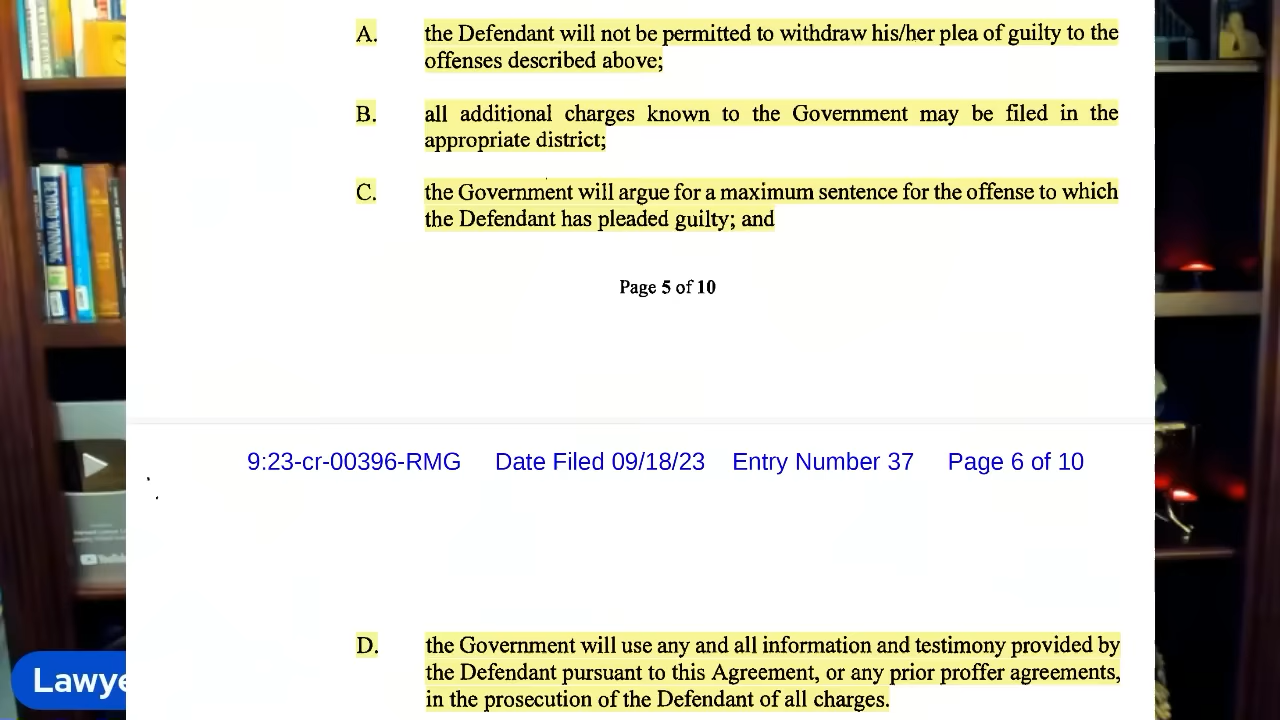 A. the Defendant will not be permitted to withdraw his/her plea of guilty to the
offenses described above;
B. all additional charges known to the Government may be filed in the
appropriate district;
C. the Government will argue for a maximum sentence for the offense to which
the Defendant has pleaded guilty; and
Page 5 of 10
9:23-cr-00396-RMG Date Filed 09/18/23 Entry Number 37 Page 6 of 10
D. the Government will use any and all information and testimony provided by
the Defendant pursuant to this Agreement, or any prior proffer agreements,
in the prosecution of the Defendant of all charges.
BEYOND WINNING
YouTube
Lawye